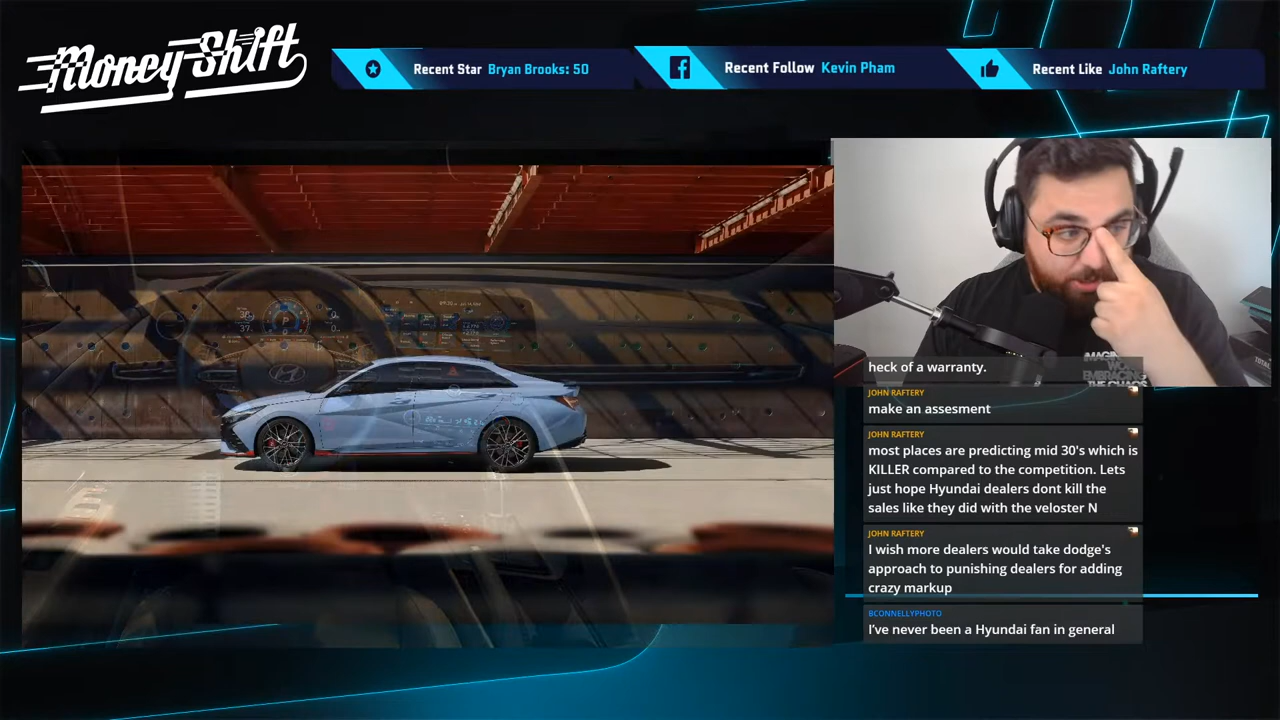 Money Shift
Recent Star Bryan Brooks: 50
Recent Follow Kevin Pham
Recent Like John Raftery
heck of a warranty.
JOHN RAFTERY
make an assesment
JOHN RAFTERY
most places are predicting mid 30's which is
KILLER compared to the competition. Lets
just hope Hyundai dealers dont kill the
sales like they did with the veloster N
JOHN RAFTERY
I wish more dealers would take dodge's
approach to punishing dealers for adding
crazy markup
BCONNELLYPHOTO
I've never been a Hyundai fan in general